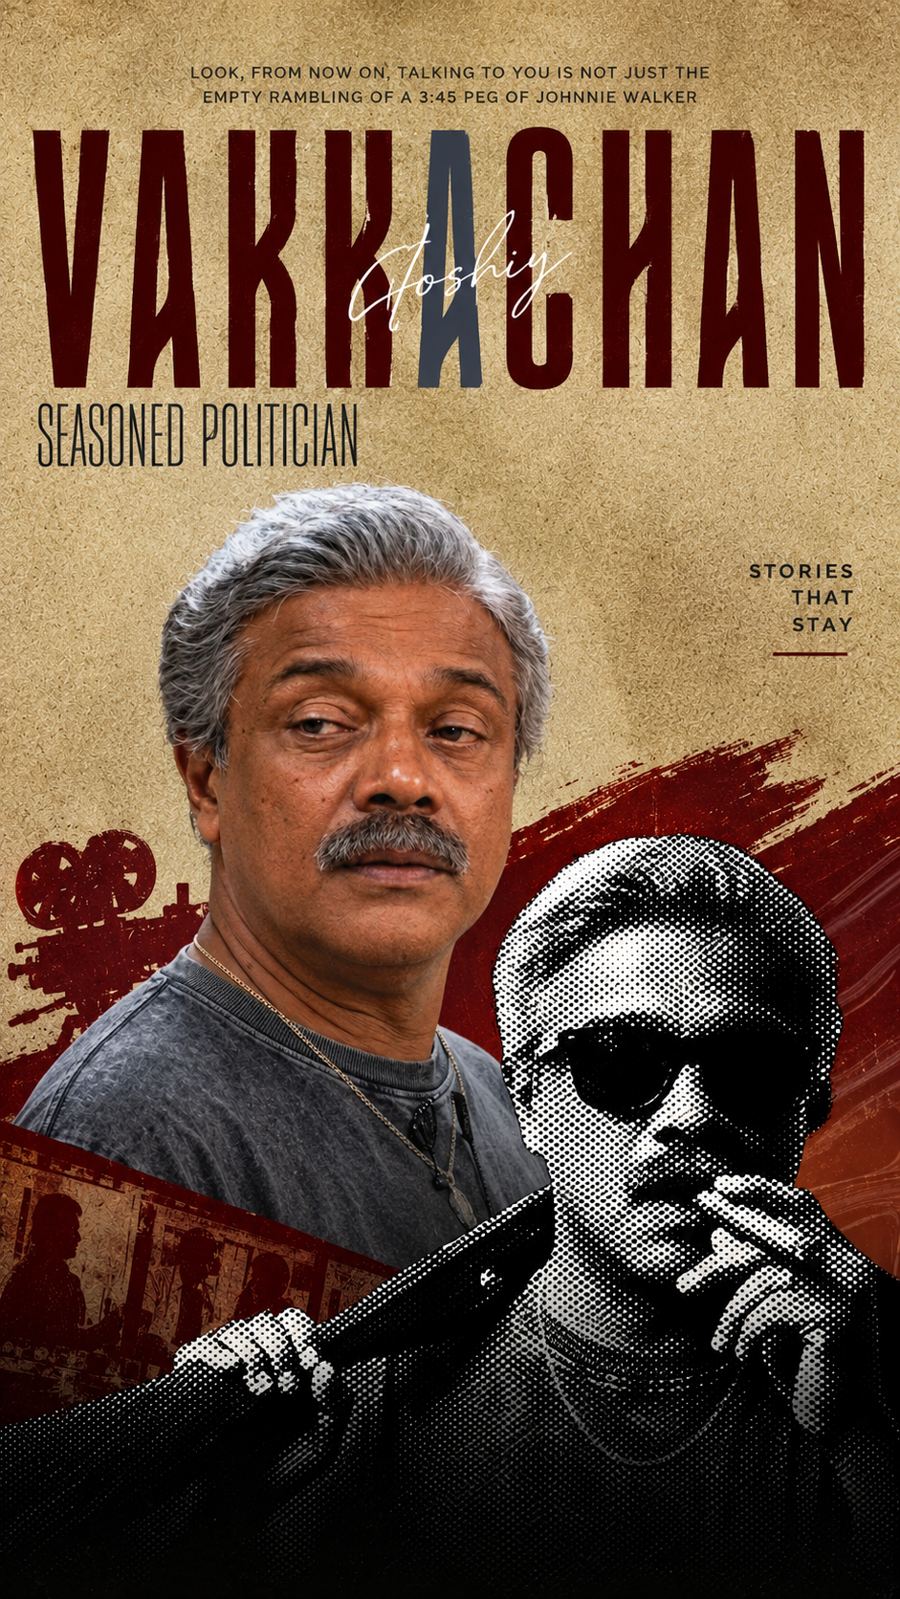 LOOK, FROM NOW ON, TALKING TO YOU IS NOT JUST THE
EMPTY RAMBLING OF A 3:45 PEG OF JOHNNIE WALKER
VAKKACHAN
Joshiy
SEASONED POLITICIAN
STORIES
THAT
STAY